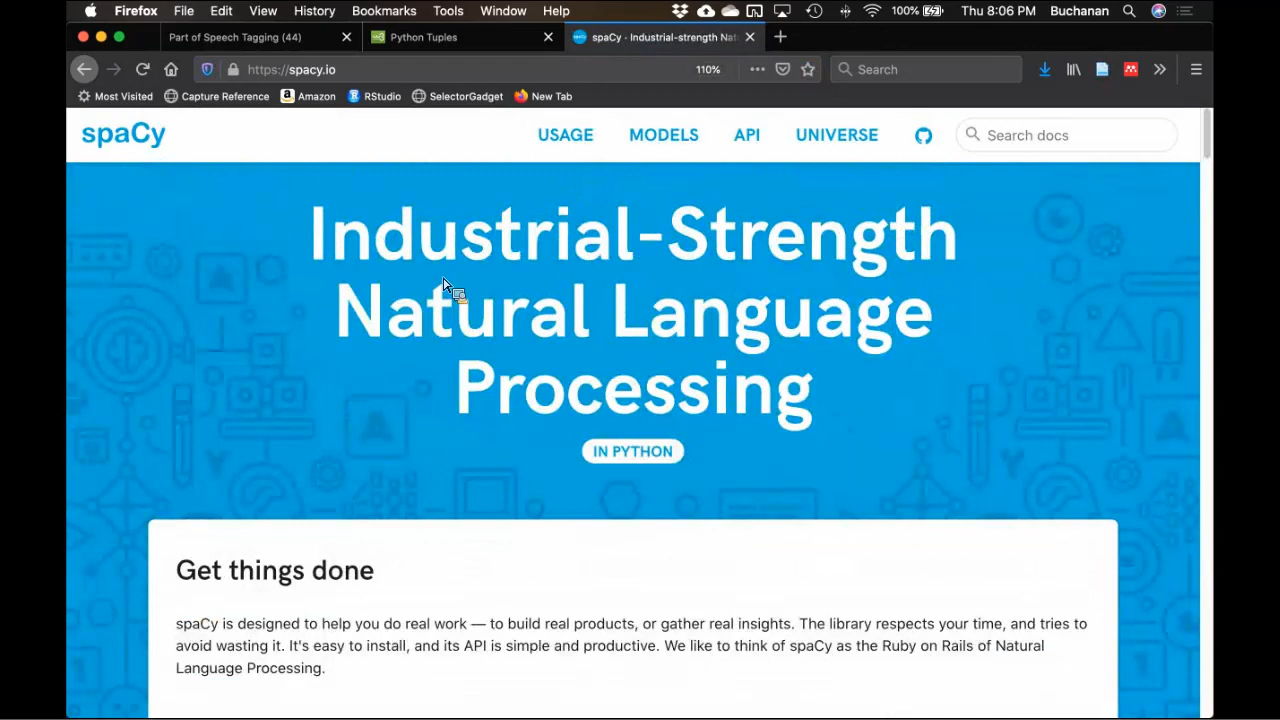 Firefox File Edit View History Bookmarks Tools Window Help 100% Thu 8:06 PM Buchanan
Part of Speech Tagging (44) Python Tuples spaCy · Industrial-strength Nat
https://spacy.io 110% Search
Most Visited Capture Reference Amazon RStudio SelectorGadget New Tab
spaCy USAGE MODELS API UNIVERSE Search docs
Industrial-Strength
Natural Language
Processing
IN PYTHON
Get things done
spaCy is designed to help you do real work — to build real products, or gather real insights. The library respects your time, and tries to
avoid wasting it. It's easy to install, and its API is simple and productive. We like to think of spaCy as the Ruby on Rails of Natural
Language Processing.